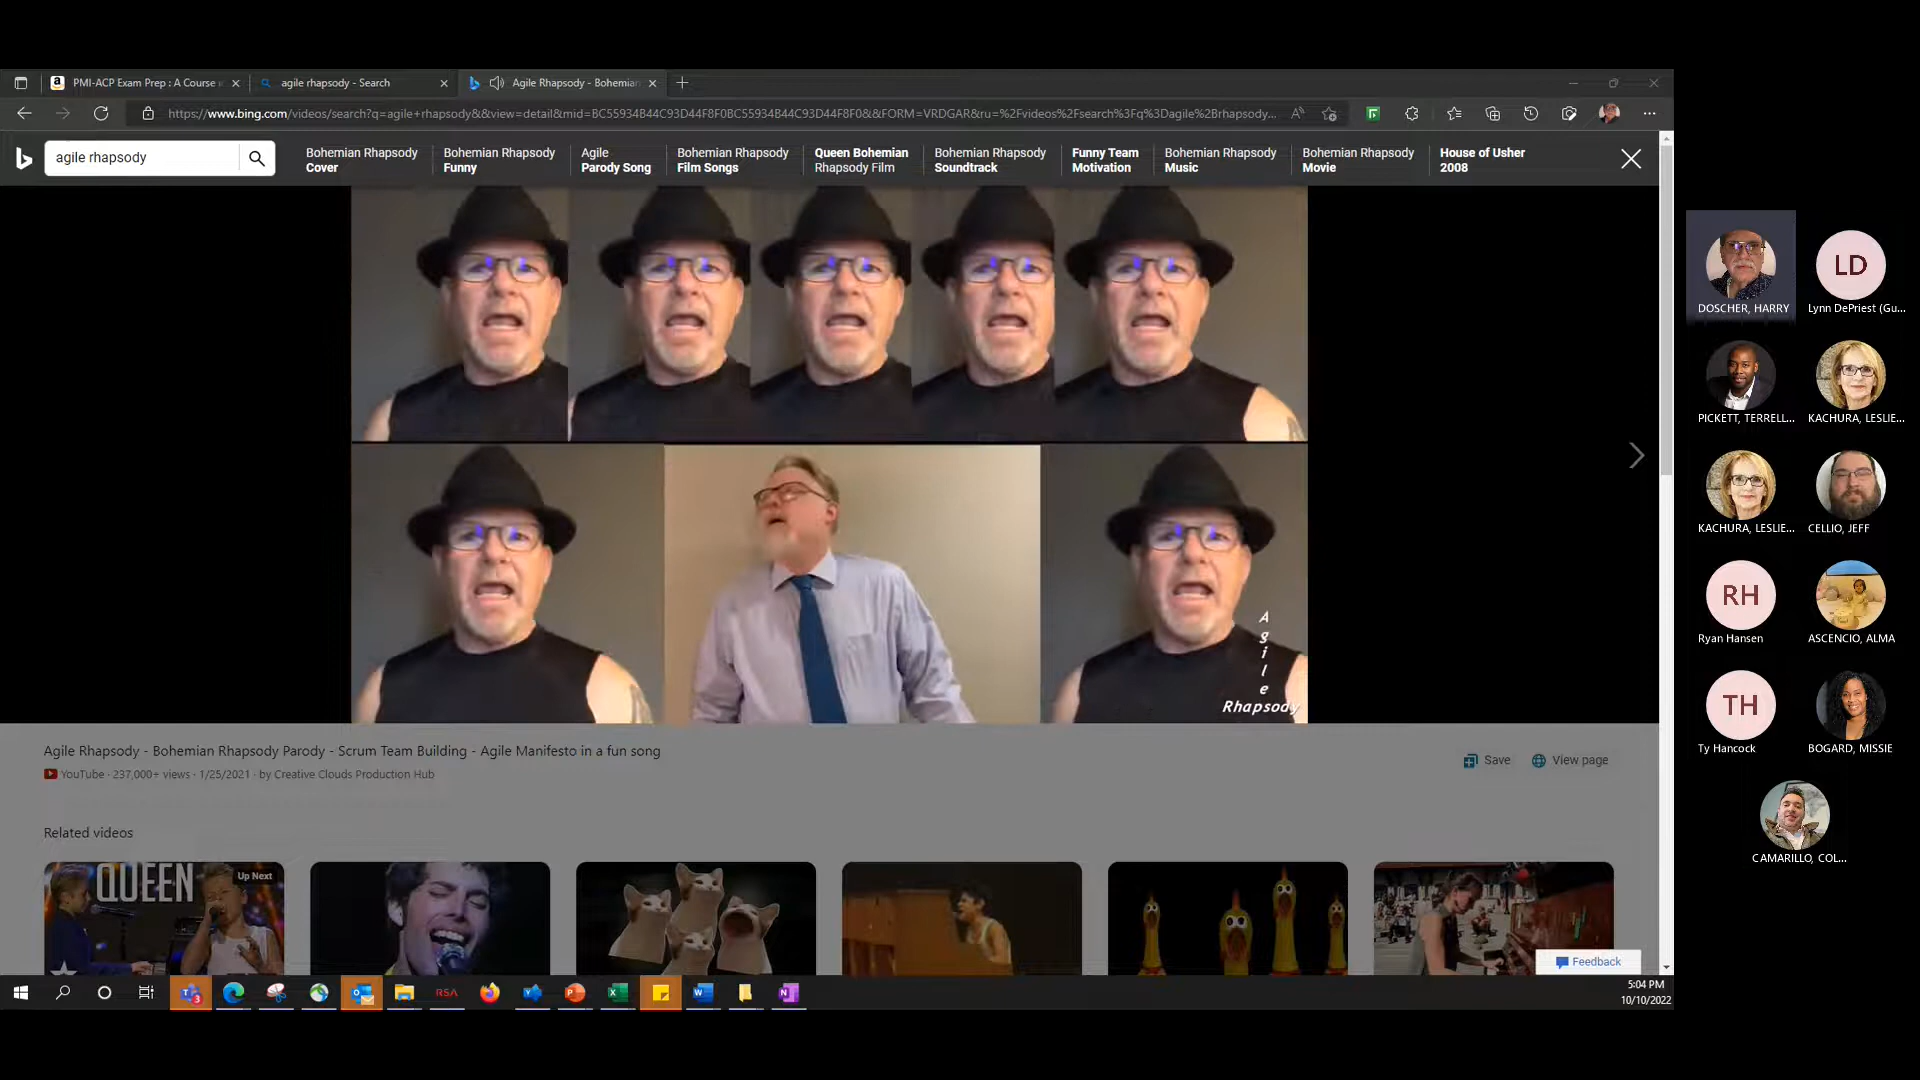 PMI-ACP Exam Prep : A Course
agile rhapsody - Search
Agile Rhapsody - Bohemian
https://www.bing.com/videos/search?q=agile+rhapsody&&view=detail&mid=BC55934B44C93D44F8F0BC55934B44C93D44F8F0&&FORM=VRDGAR&ru=%2Fvideos%2Fsearch%3Fq%3Dagile%2Brhapsody...
agile rhapsody
Bohemian Rhapsody
Cover
Bohemian Rhapsody
Funny
Agile
Parody Song
Bohemian Rhapsody
Film Songs
Queen Bohemian
Rhapsody Film
Bohemian Rhapsody
Soundtrack
Funny Team
Motivation
Bohemian Rhapsody
Music
Bohemian Rhapsody
Movie
House of Usher
2008
Agile
Rhapsody
Agile Rhapsody - Bohemian Rhapsody Parody - Scrum Team Building - Agile Manifesto in a fun song
YouTube · 237,000+ views · 1/25/2021 · by Creative Clouds Production Hub
Save
View page
Related videos
QUEEN
Up Next
Feedback
RSA
5:04 PM
10/10/2022
DOSCHER, HARRY
LD
Lynn DePriest (Gu...
PICKETT, TERRELL...
KACHURA, LESLIE...
KACHURA, LESLIE...
CELLIO, JEFF
RH
Ryan Hansen
ASCENCIO, ALMA
TH
Ty Hancock
BOGARD, MISSIE
CAMARILLO, COL...